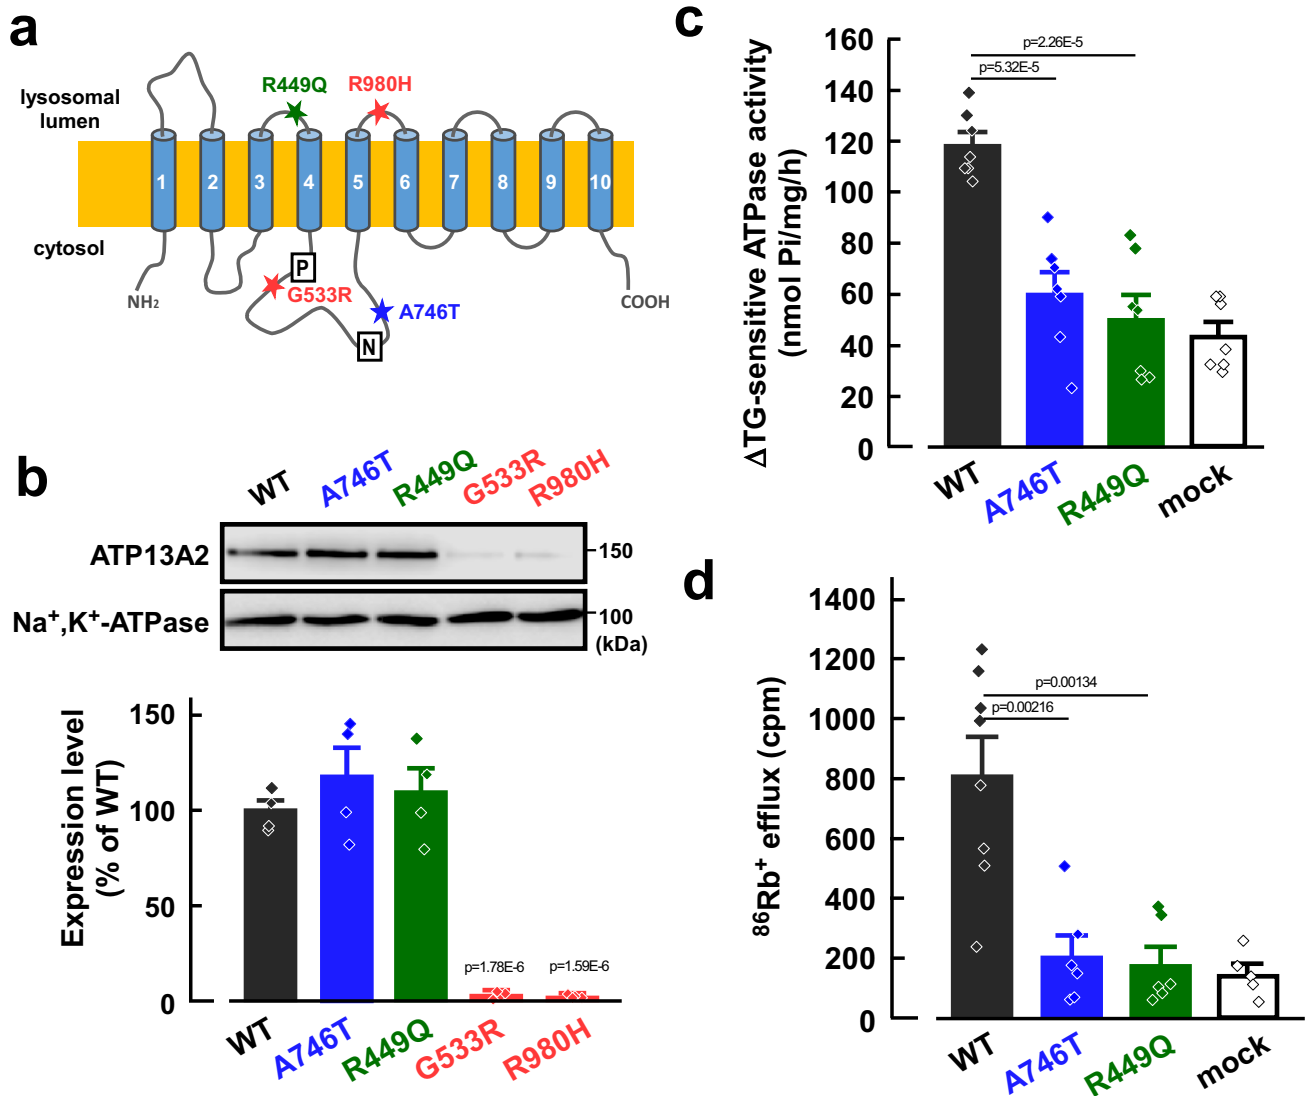 a
lysosomal
lumen
cytosol
R449Q
R980H
1
2
3
4
5
6
7
8
9
10
P
G533R
A746T
N
NH2
COOH
b
WT
A746T
R449Q
G533R
R980H
ATP13A2
150
Na⁺,K⁺-ATPase
100
(kDa)
Expression level
(% of WT)
150
100
50
0
p=1.78E-6
p=1.59E-6
WT
A746T
R449Q
G533R
R980H
c
ΔTG-sensitive ATPase activity
(nmol Pi/mg/h)
160
140
120
100
80
60
40
20
0
p=2.26E-5
p=5.32E-5
WT
A746T
R449Q
mock
d
⁸⁶Rb⁺ efflux (cpm)
1400
1200
1000
800
600
400
200
0
p=0.00134
p=0.00216
WT
A746T
R449Q
mock